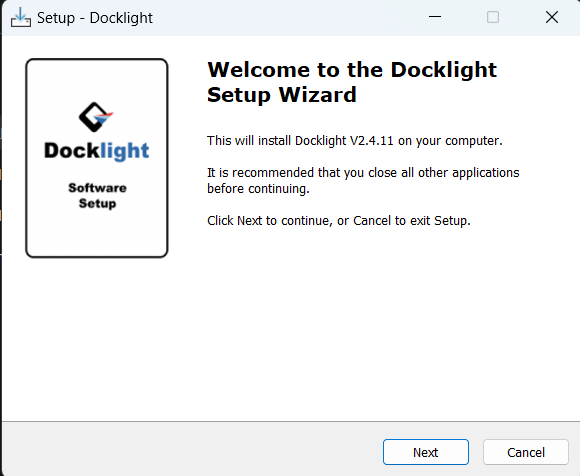 Setup - Docklight
Welcome to the Docklight
Setup Wizard
This will install Docklight V2.4.11 on your computer.
It is recommended that you close all other applications
before continuing.
Click Next to continue, or Cancel to exit Setup.
Docklight
Software
Setup
Next
Cancel